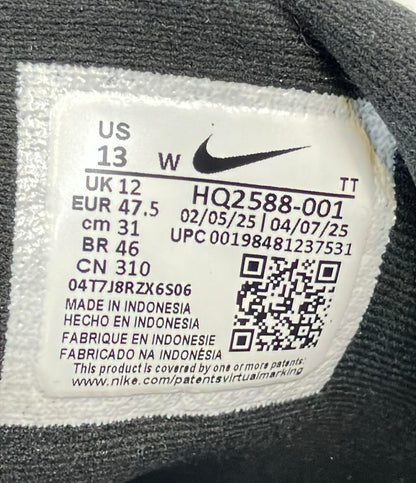 US
13 W
TT
UK 12
EUR 47.5
cm 31
BR 46
CN 310
HQ2588-001
02/05/25 | 04/07/25
UPC 00198481237531
04T7J8RZX6S06
MADE IN INDONESIA
HECHO EN INDONESIA
FABRIQUE EN INDONESIE
FABRICADO NA INDONÉSIA
This product is covered by one or more patents:
www.nike.com/patentsvirtualmarking